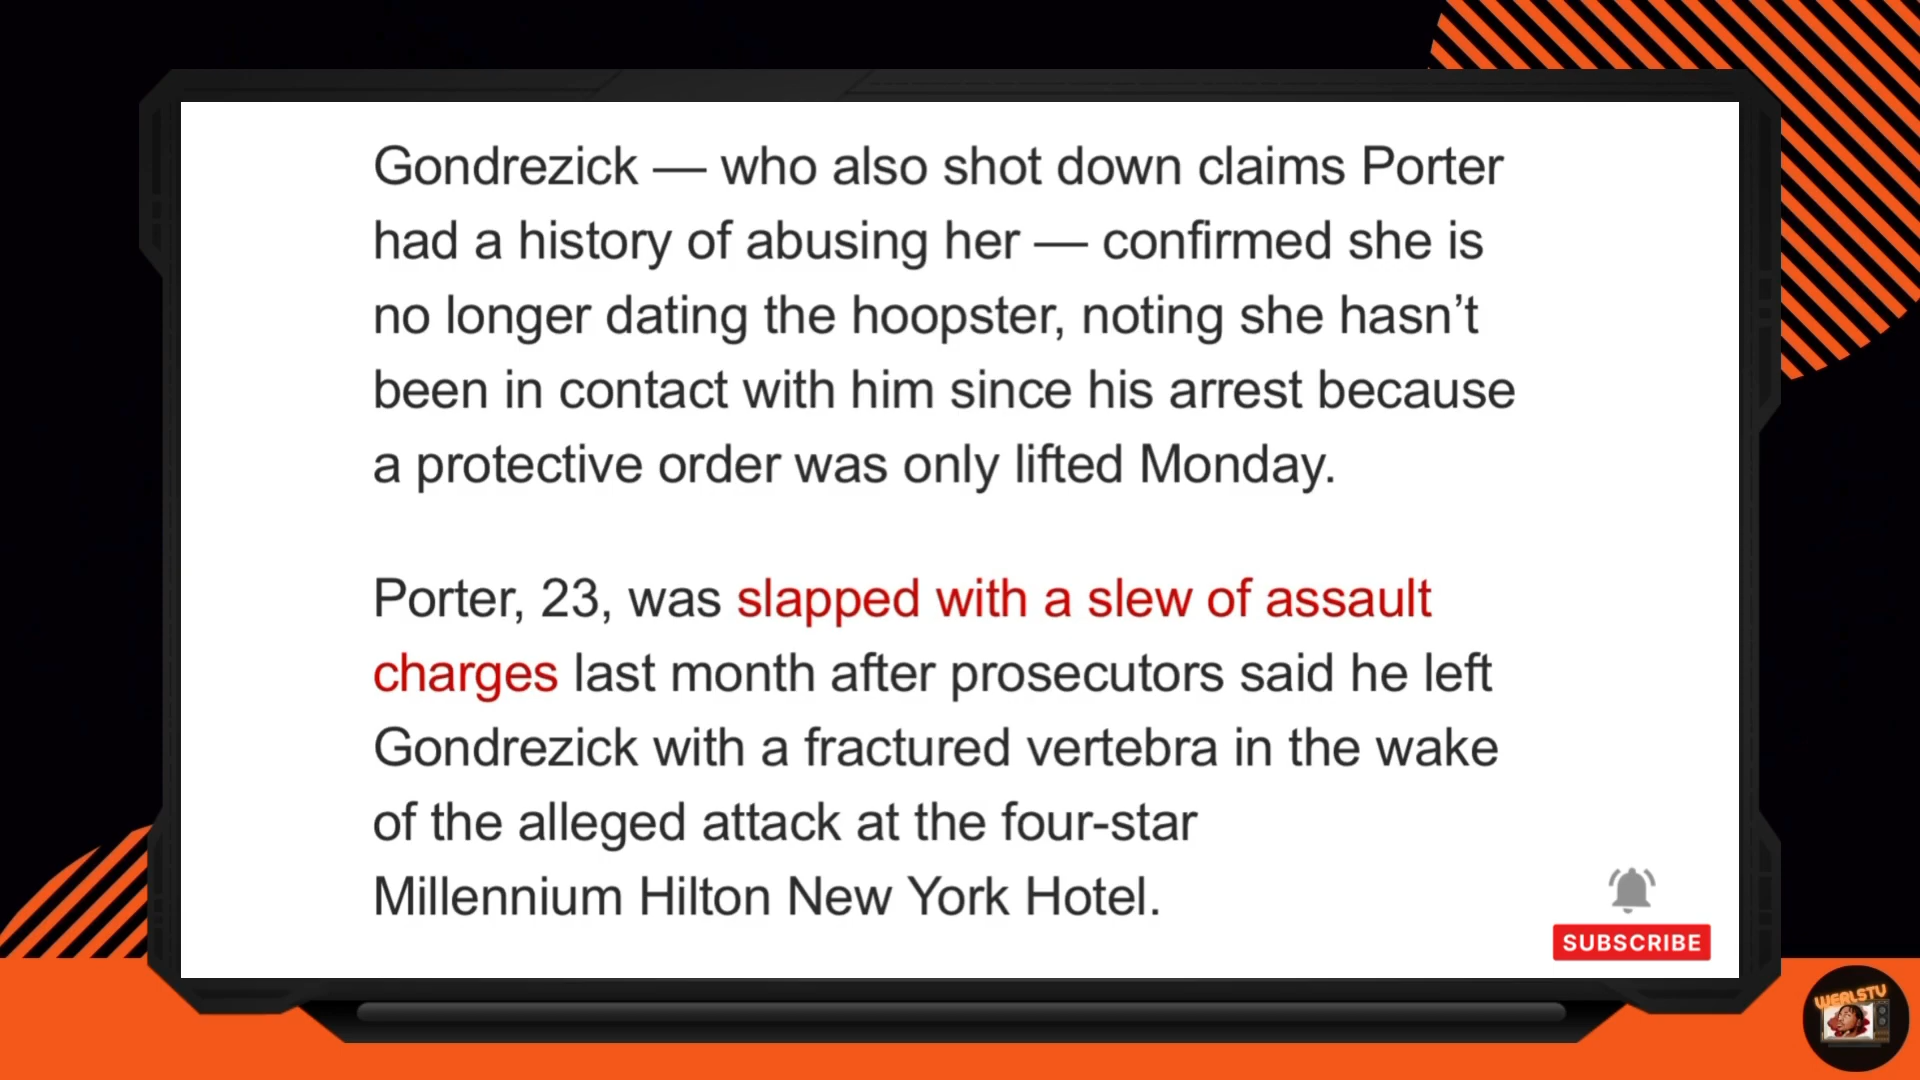 Gondrezick — who also shot down claims Porter
had a history of abusing her — confirmed she is
no longer dating the hoopster, noting she hasn’t
been in contact with him since his arrest because
a protective order was only lifted Monday.
Porter, 23, was slapped with a slew of assault
charges last month after prosecutors said he left
Gondrezick with a fractured vertebra in the wake
of the alleged attack at the four-star
Millennium Hilton New York Hotel.
SUBSCRIBE
WERLSTV